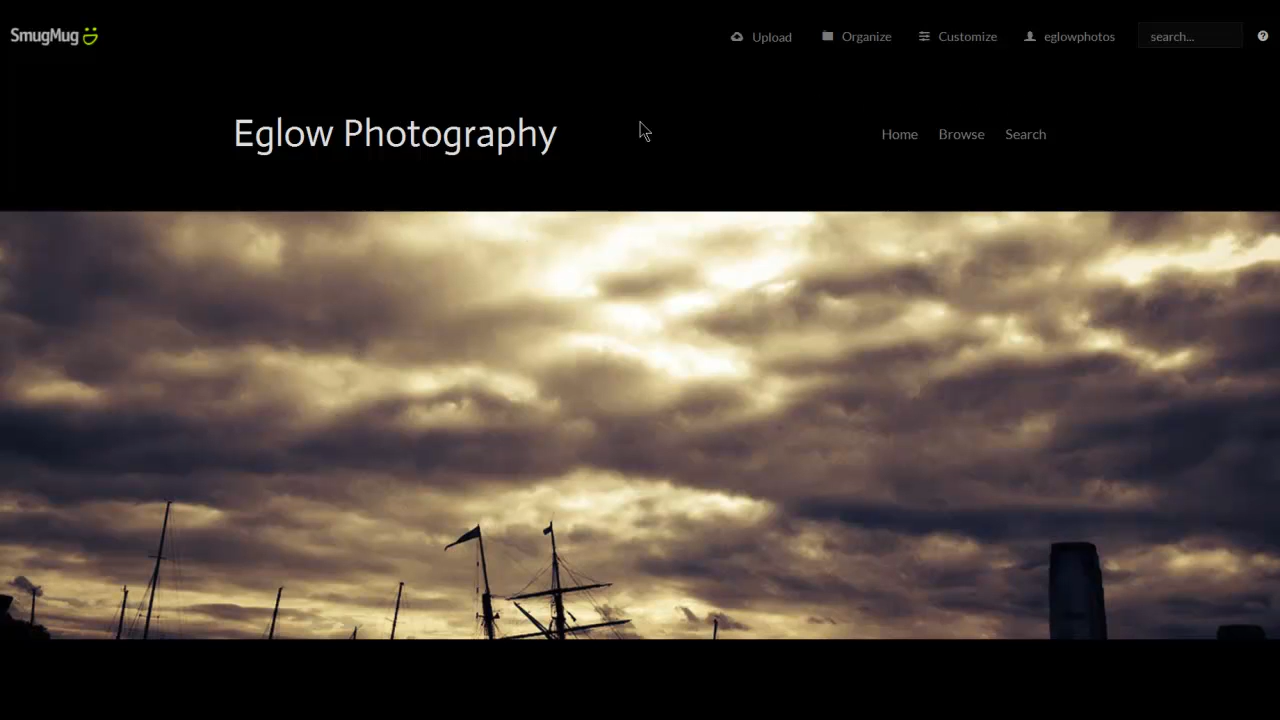 SmugMug
Upload
Organize
Customize
eglowphotos
search...
?
Eglow Photography
Home
Browse
Search